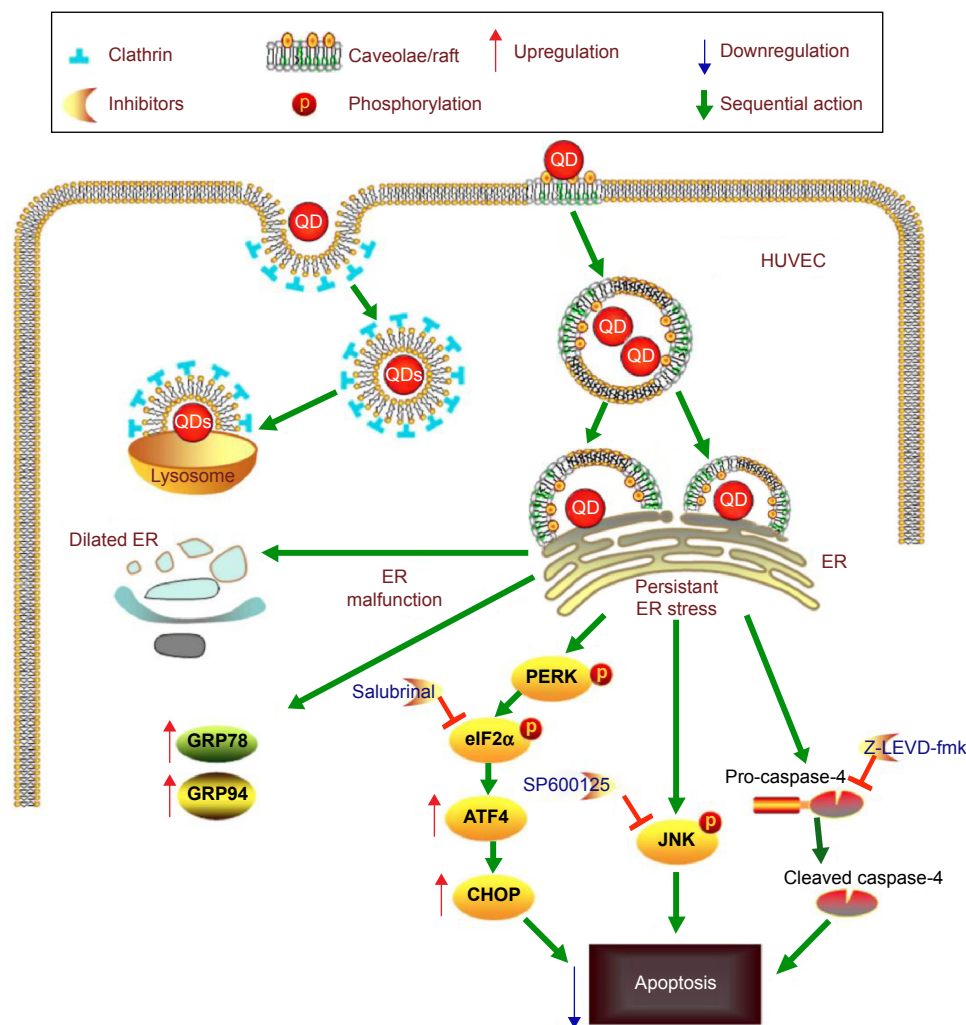 Clathrin
Caveolae/raft
Upregulation
Downregulation
Inhibitors
p
Phosphorylation
Sequential action
QD
QD
HUVEC
QD
QD
QDs
QDs
Lysosome
QD
QD
Dilated ER
ER
malfunction
ER
Persistant
ER stress
PERK
p
Salubrinal
eIF2α
p
GRP78
Z-LEVD-fmk
Pro-caspase-4
SP600125
GRP94
ATF4
p
JNK
Cleaved caspase-4
CHOP
Apoptosis